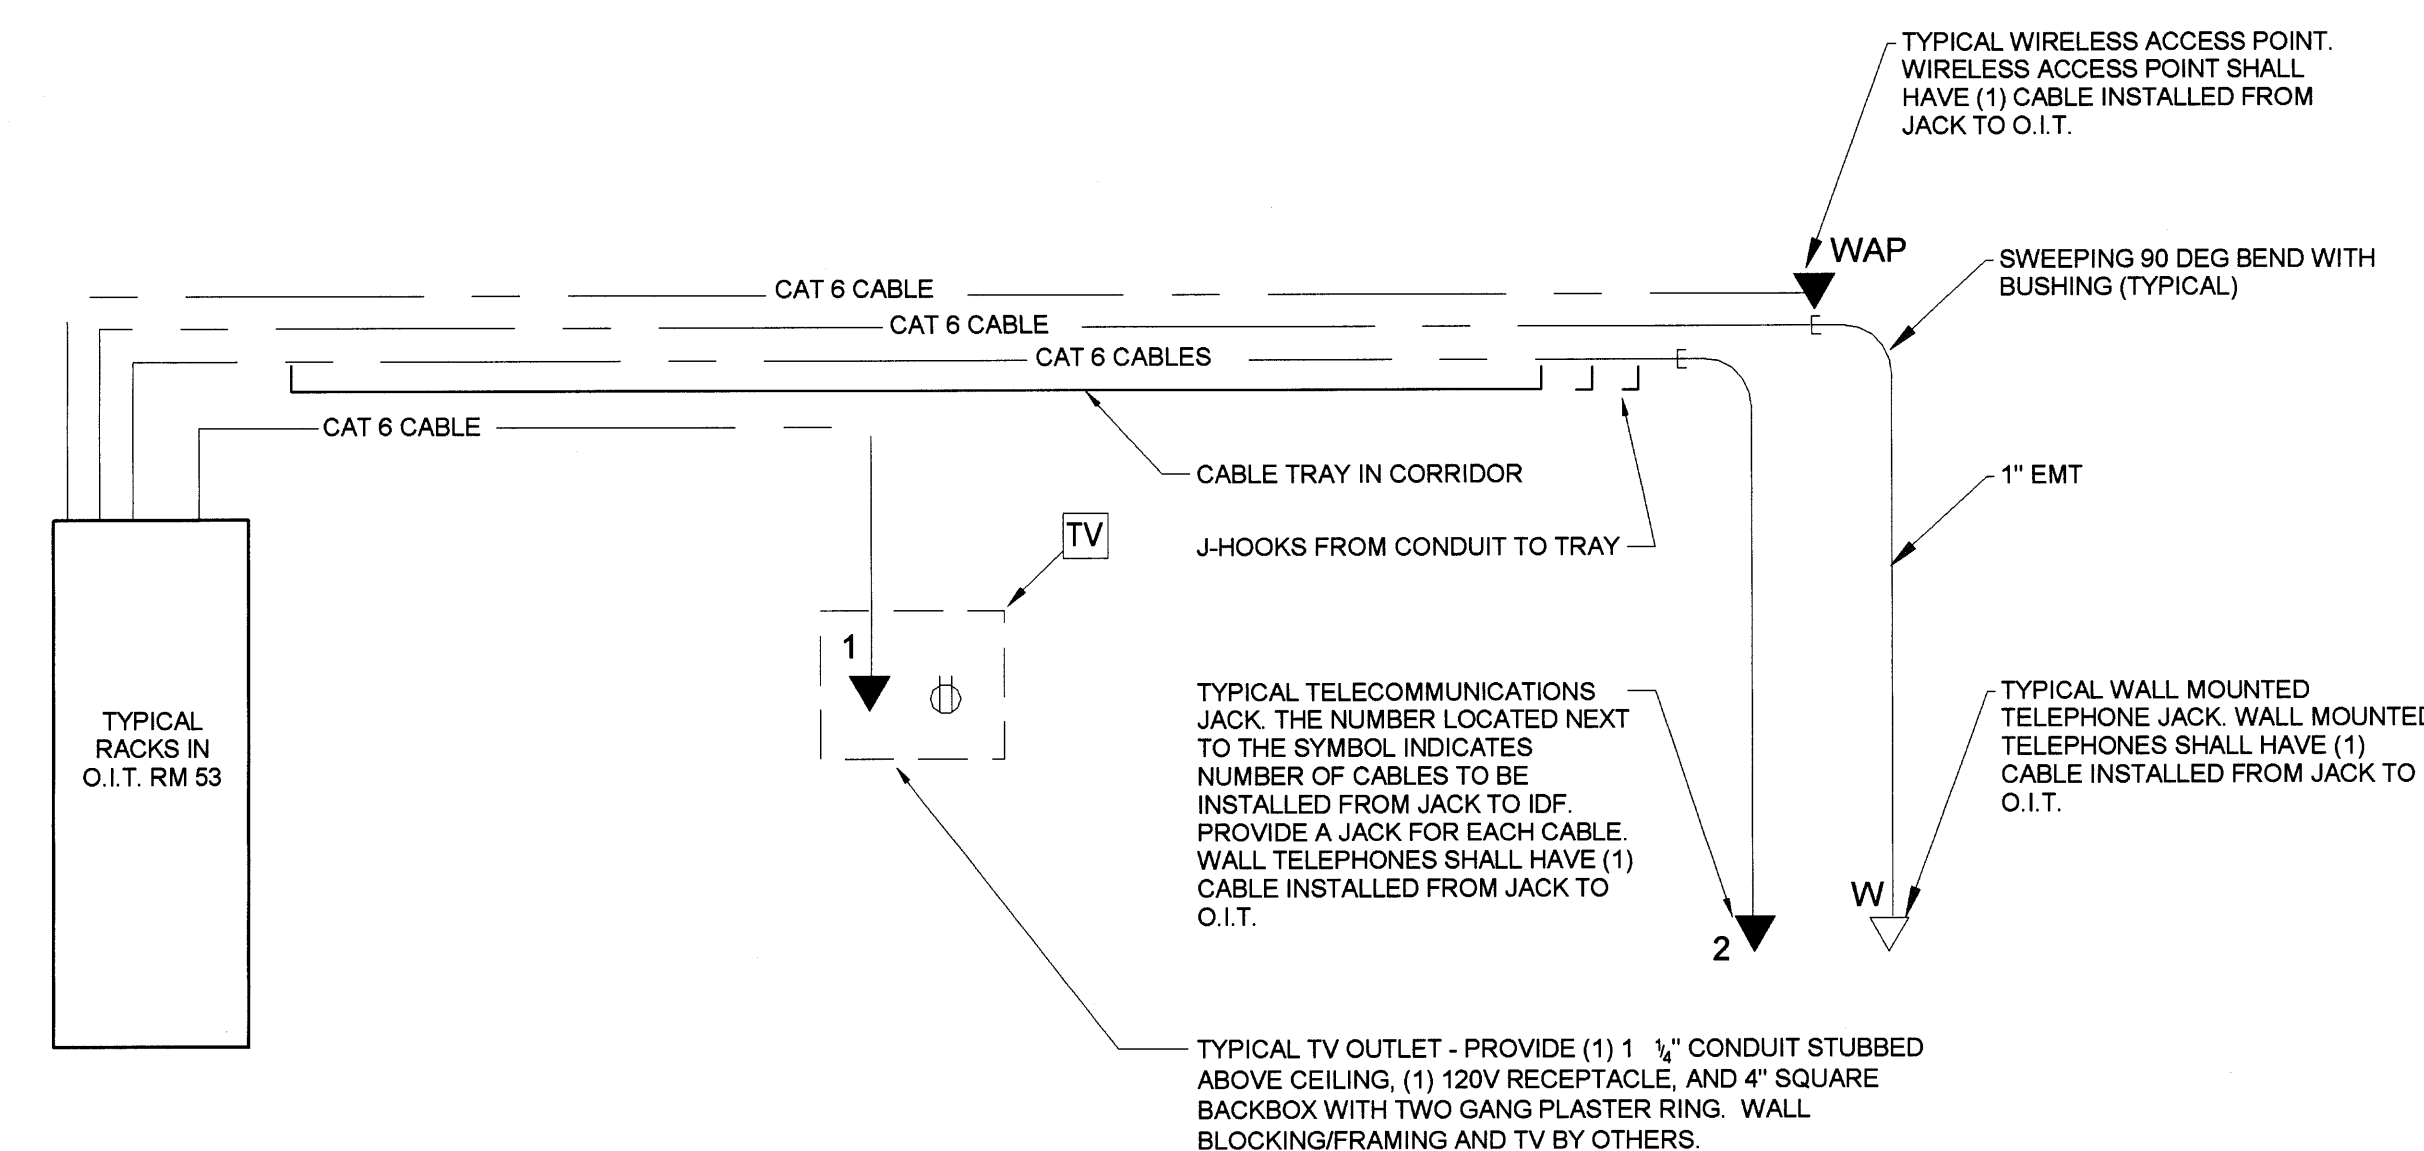 TYPICAL WIRELESS ACCESS POINT.
WIRELESS ACCESS POINT SHALL
HAVE (1) CABLE INSTALLED FROM
JACK TO O.I.T.
WAP
SWEEPING 90 DEG BEND WITH
BUSHING (TYPICAL)
CAT 6 CABLE
CAT 6 CABLE
CAT 6 CABLES
CAT 6 CABLE
CABLE TRAY IN CORRIDOR
1" EMT
TV
J-HOOKS FROM CONDUIT TO TRAY
1
TYPICAL
RACKS IN
O.I.T. RM 53
TYPICAL TELECOMMUNICATIONS
JACK. THE NUMBER LOCATED NEXT
TO THE SYMBOL INDICATES
NUMBER OF CABLES TO BE
INSTALLED FROM JACK TO IDF.
PROVIDE A JACK FOR EACH CABLE.
WALL TELEPHONES SHALL HAVE (1)
CABLE INSTALLED FROM JACK TO
O.I.T.
2
W
TYPICAL WALL MOUNTED
TELEPHONE JACK. WALL MOUNTED
TELEPHONES SHALL HAVE (1)
CABLE INSTALLED FROM JACK TO
O.I.T.
TYPICAL TV OUTLET - PROVIDE (1) 1 1/4" CONDUIT STUBBED
ABOVE CEILING, (1) 120V RECEPTACLE, AND 4" SQUARE
BACKBOX WITH TWO GANG PLASTER RING. WALL
BLOCKING/FRAMING AND TV BY OTHERS.